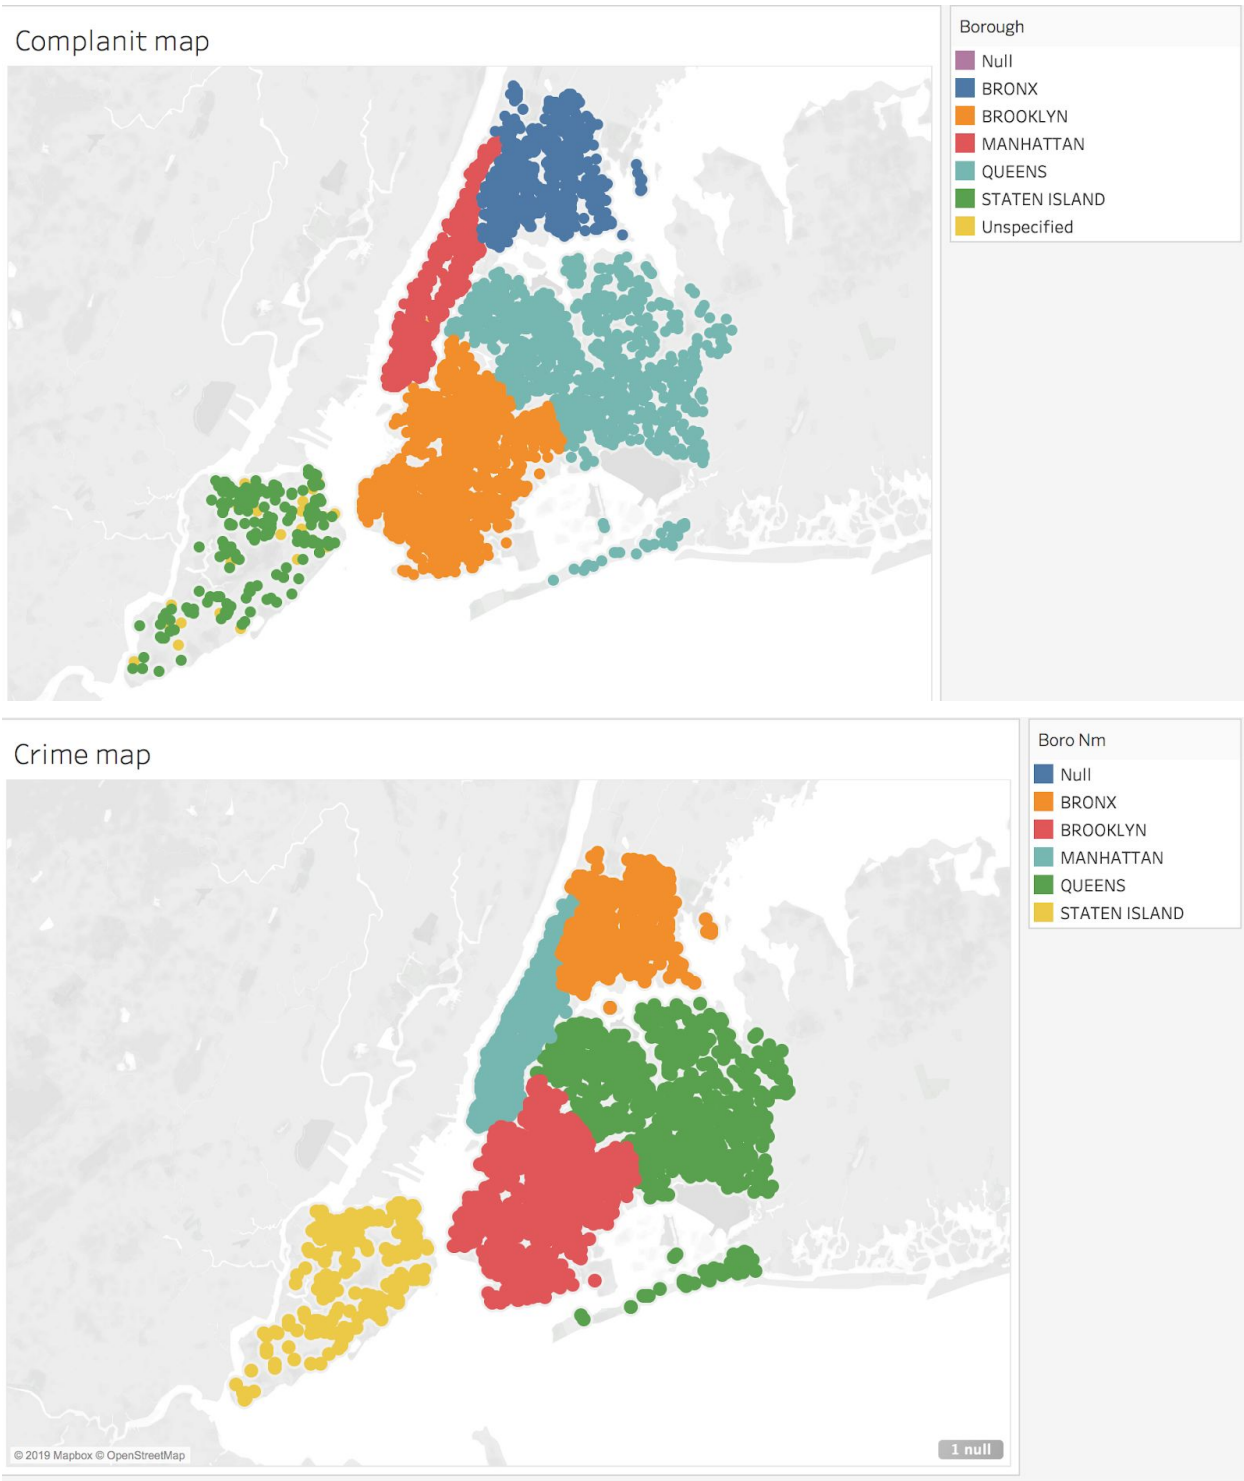 Complanit map
Borough
Null
BRONX
BROOKLYN
MANHATTAN
QUEENS
STATEN ISLAND
Unspecified
Crime map
Boro Nm
Null
BRONX
BROOKLYN
MANHATTAN
QUEENS
STATEN ISLAND
© 2019 Mapbox © OpenStreetMap
1 null